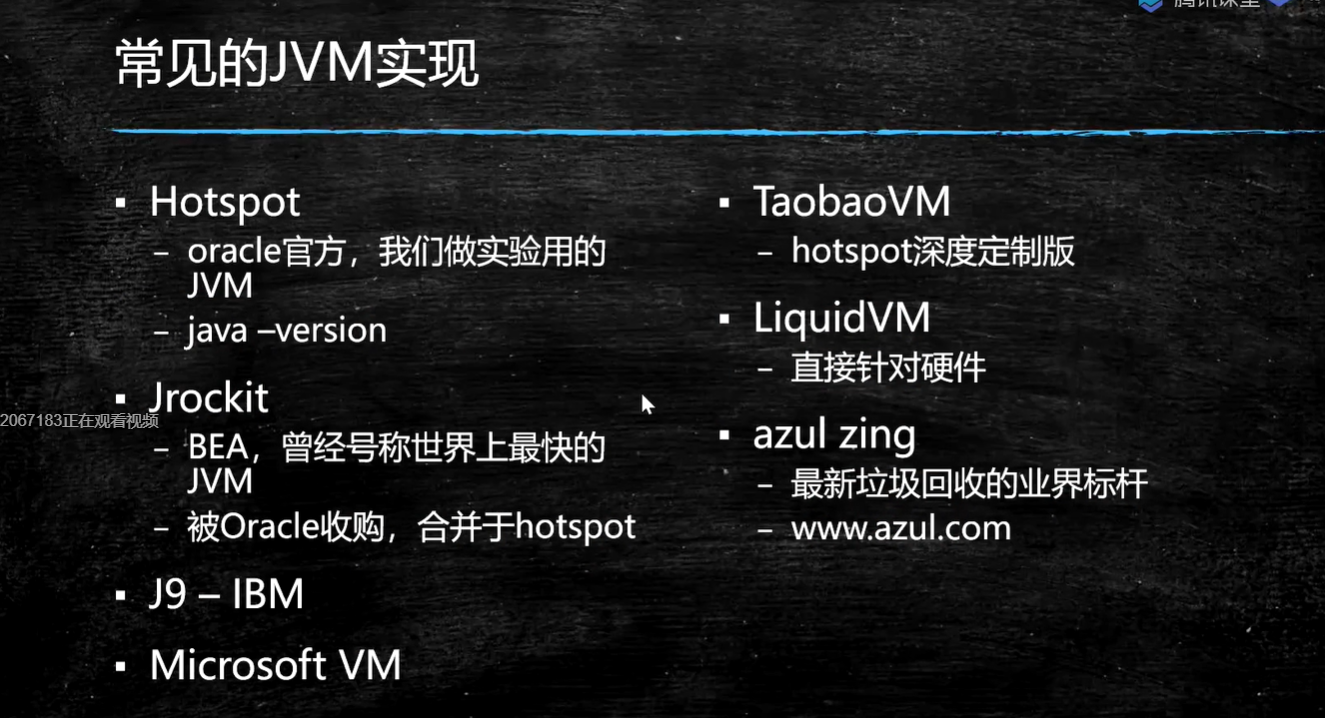 腾讯课堂
常见的JVM实现
▪ Hotspot
– oracle官方，我们做实验用的
JVM
– java –version
▪ Jrockit
2067183正在观看视频
– BEA，曾经号称世界上最快的
JVM
– 被Oracle收购，合并于hotspot
▪ J9 – IBM
▪ Microsoft VM
▪ TaobaoVM
– hotspot深度定制版
▪ LiquidVM
– 直接针对硬件
▪ azul zing
– 最新垃圾回收的业界标杆
– www.azul.com